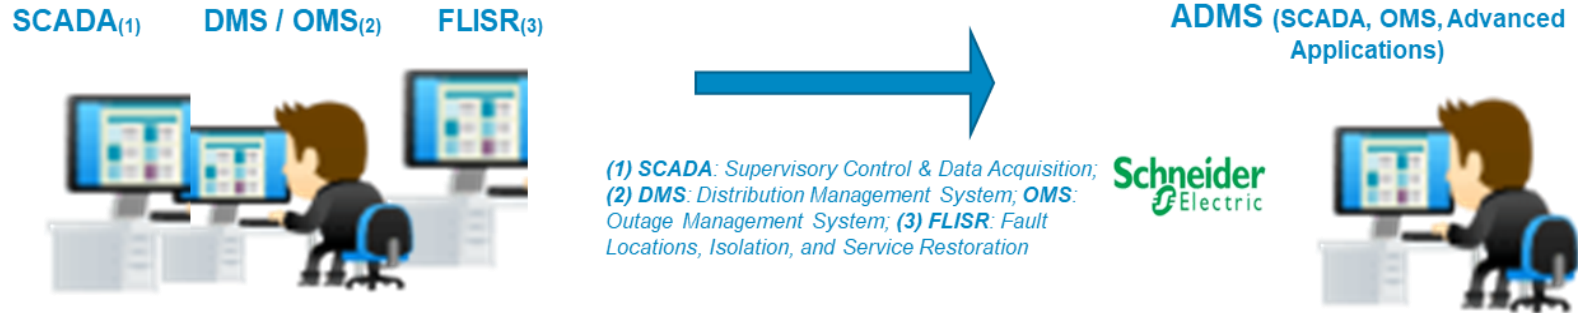 SCADA(1)
DMS / OMS(2)
FLISR(3)
ADMS (SCADA, OMS, Advanced
Applications)
(1) SCADA: Supervisory Control & Data Acquisition;
(2) DMS: Distribution Management System; OMS:
Outage Management System; (3) FLISR: Fault
Locations, Isolation, and Service Restoration
Schneider
Electric